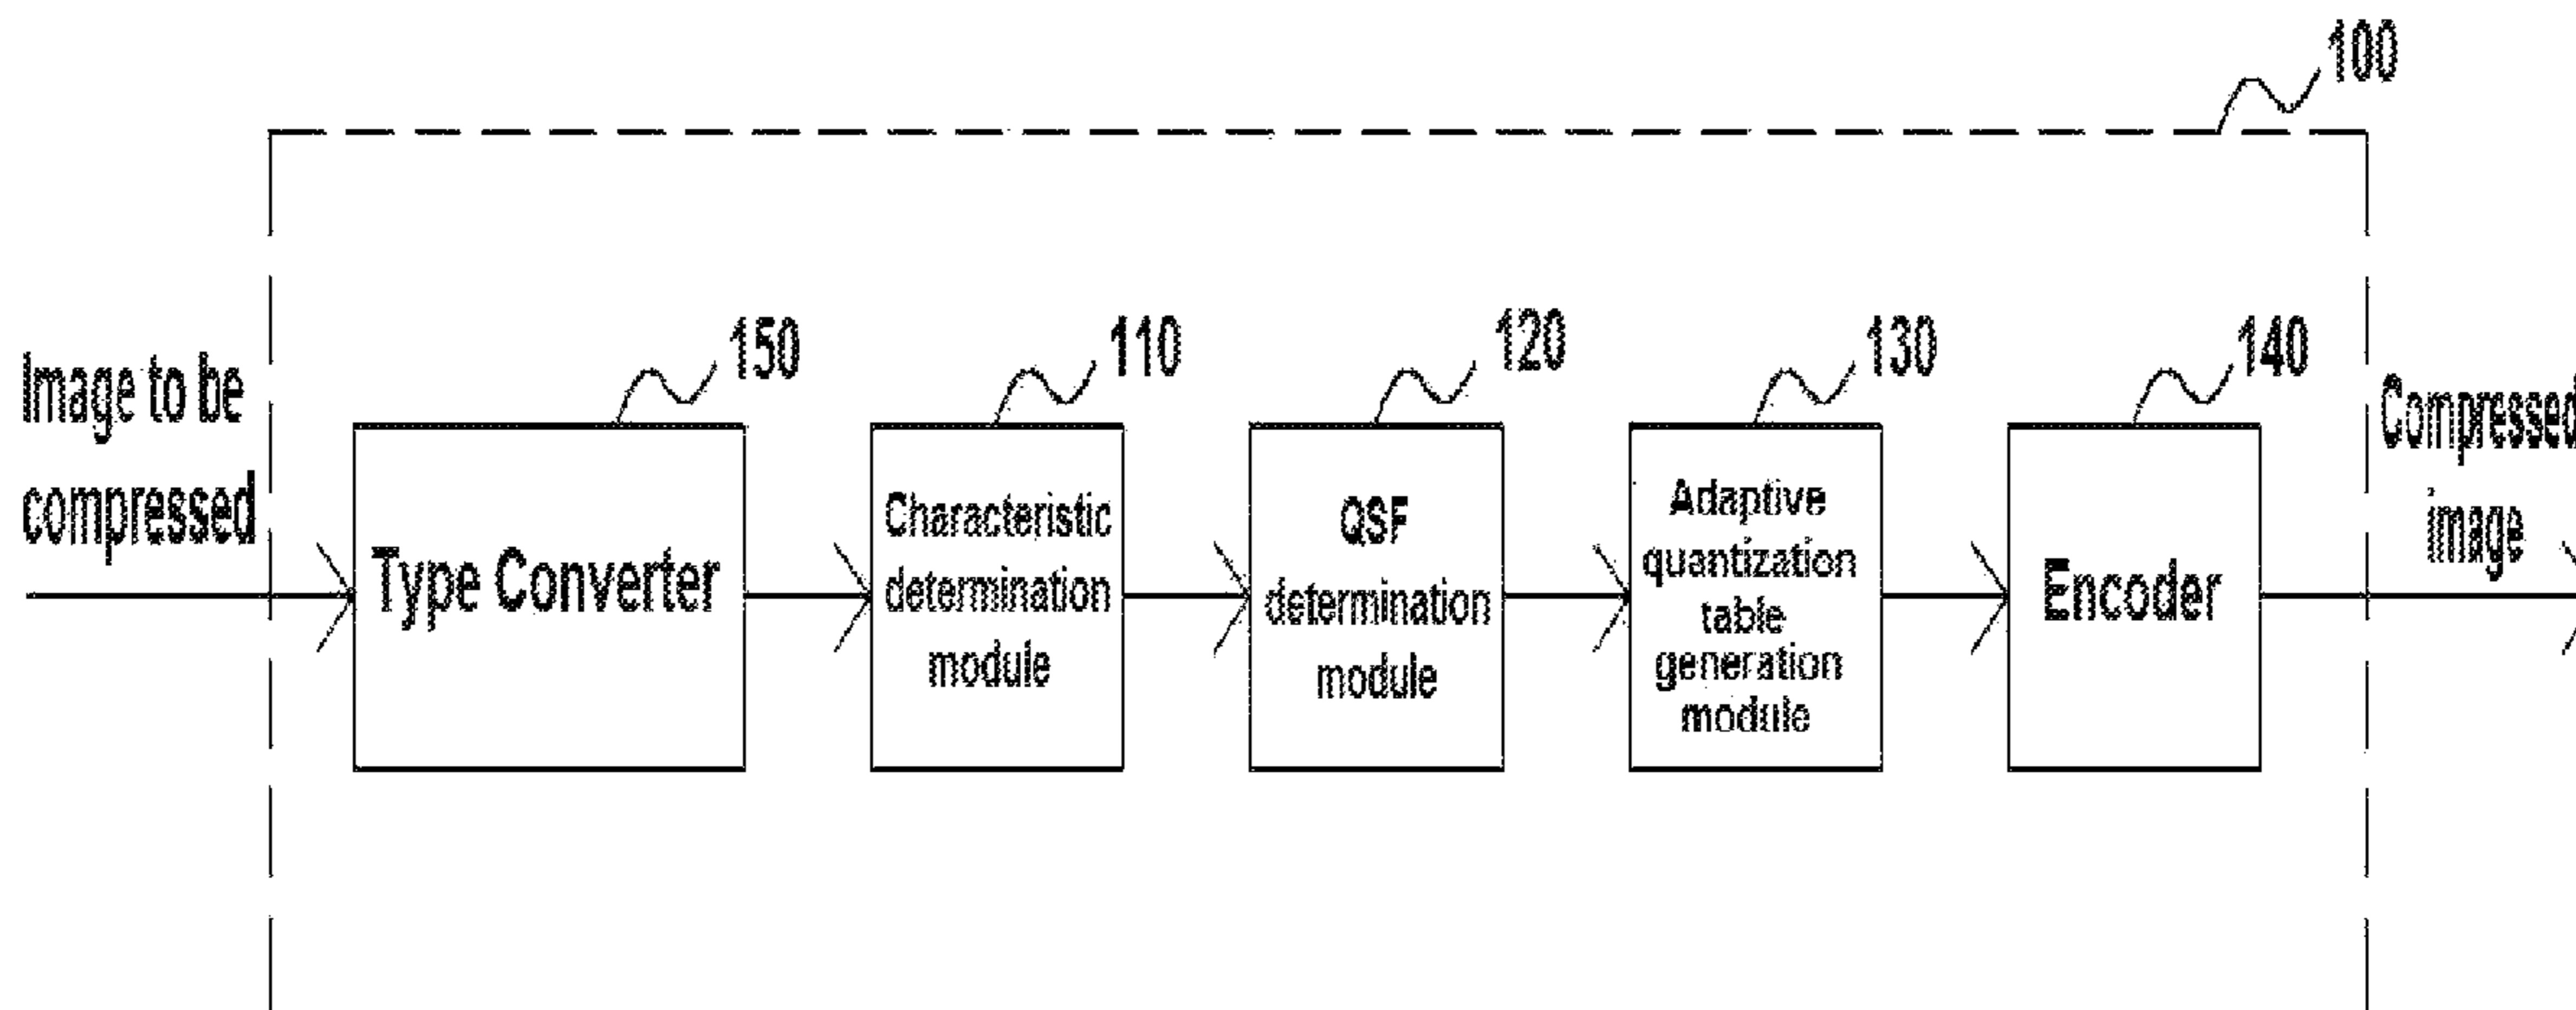 100
150
110
120
130
140
Image to be
compressed
Type Converter
Characteristic
determination
module
QSF
determination
module
Adaptive
quantization
table
generation
module
Encoder
Compressed
image